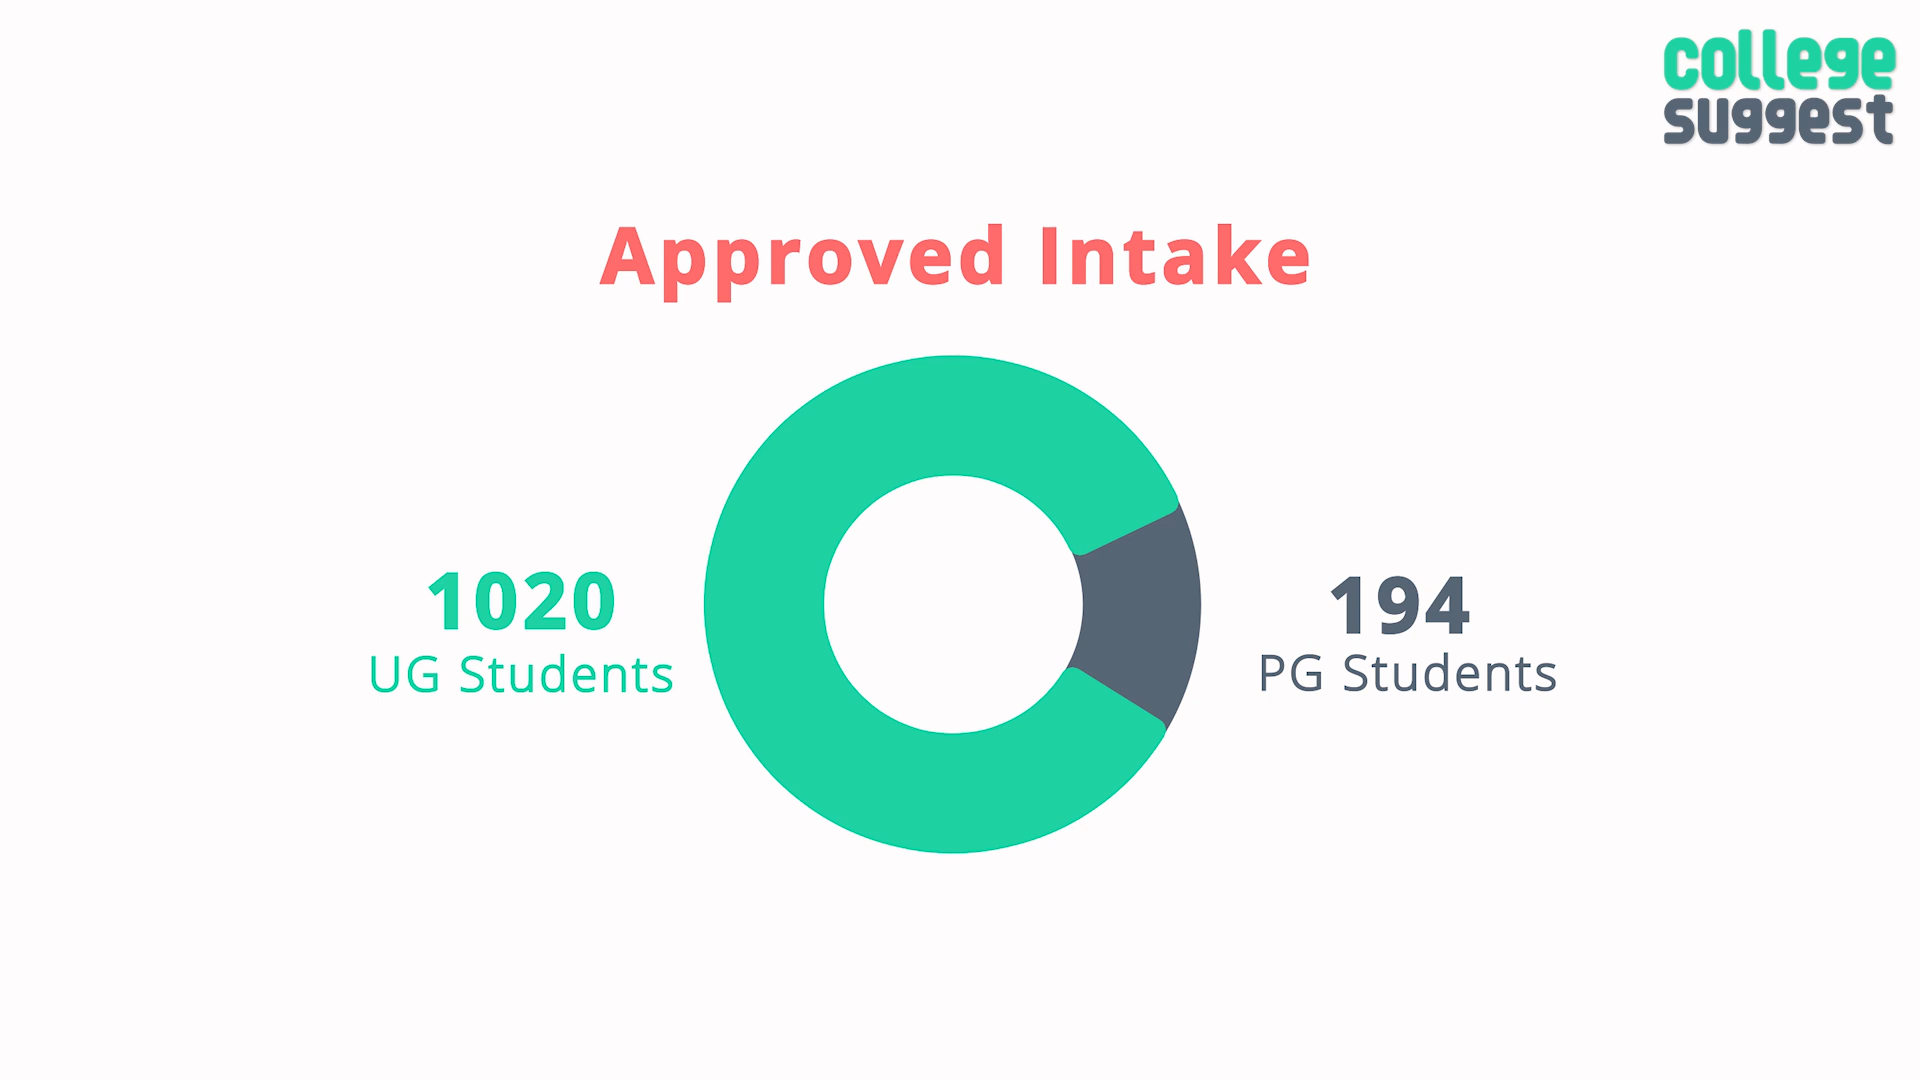 college
suggest
Approved Intake
1020
UG Students
194
PG Students